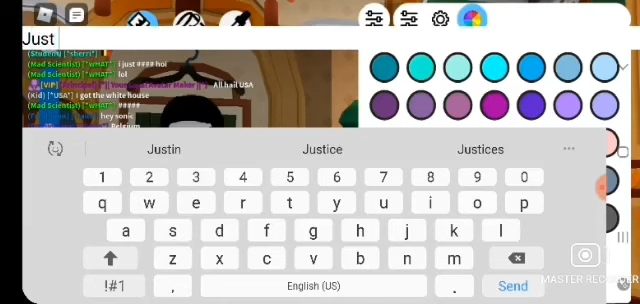 Just
(Student) ["sherri"]:
(Mad Scientist) ["WHAT"] i just #### hoi
(Mad Scientist) ["WHAT"] lol
[VIP] Avatar Maker All hail USA
(Kid) ["USA"] I got the white house
(Mad Scientist) ["WHAT"] #####
hey sonic
Belgium
Justin Justice Justices ...
1 2 3 4 5 6 7 8 9 0
q w e r t y u i o p
a s d f g h j k l
z x c v b n m
!#1 , English (US) . Send
MASTER RECORDER